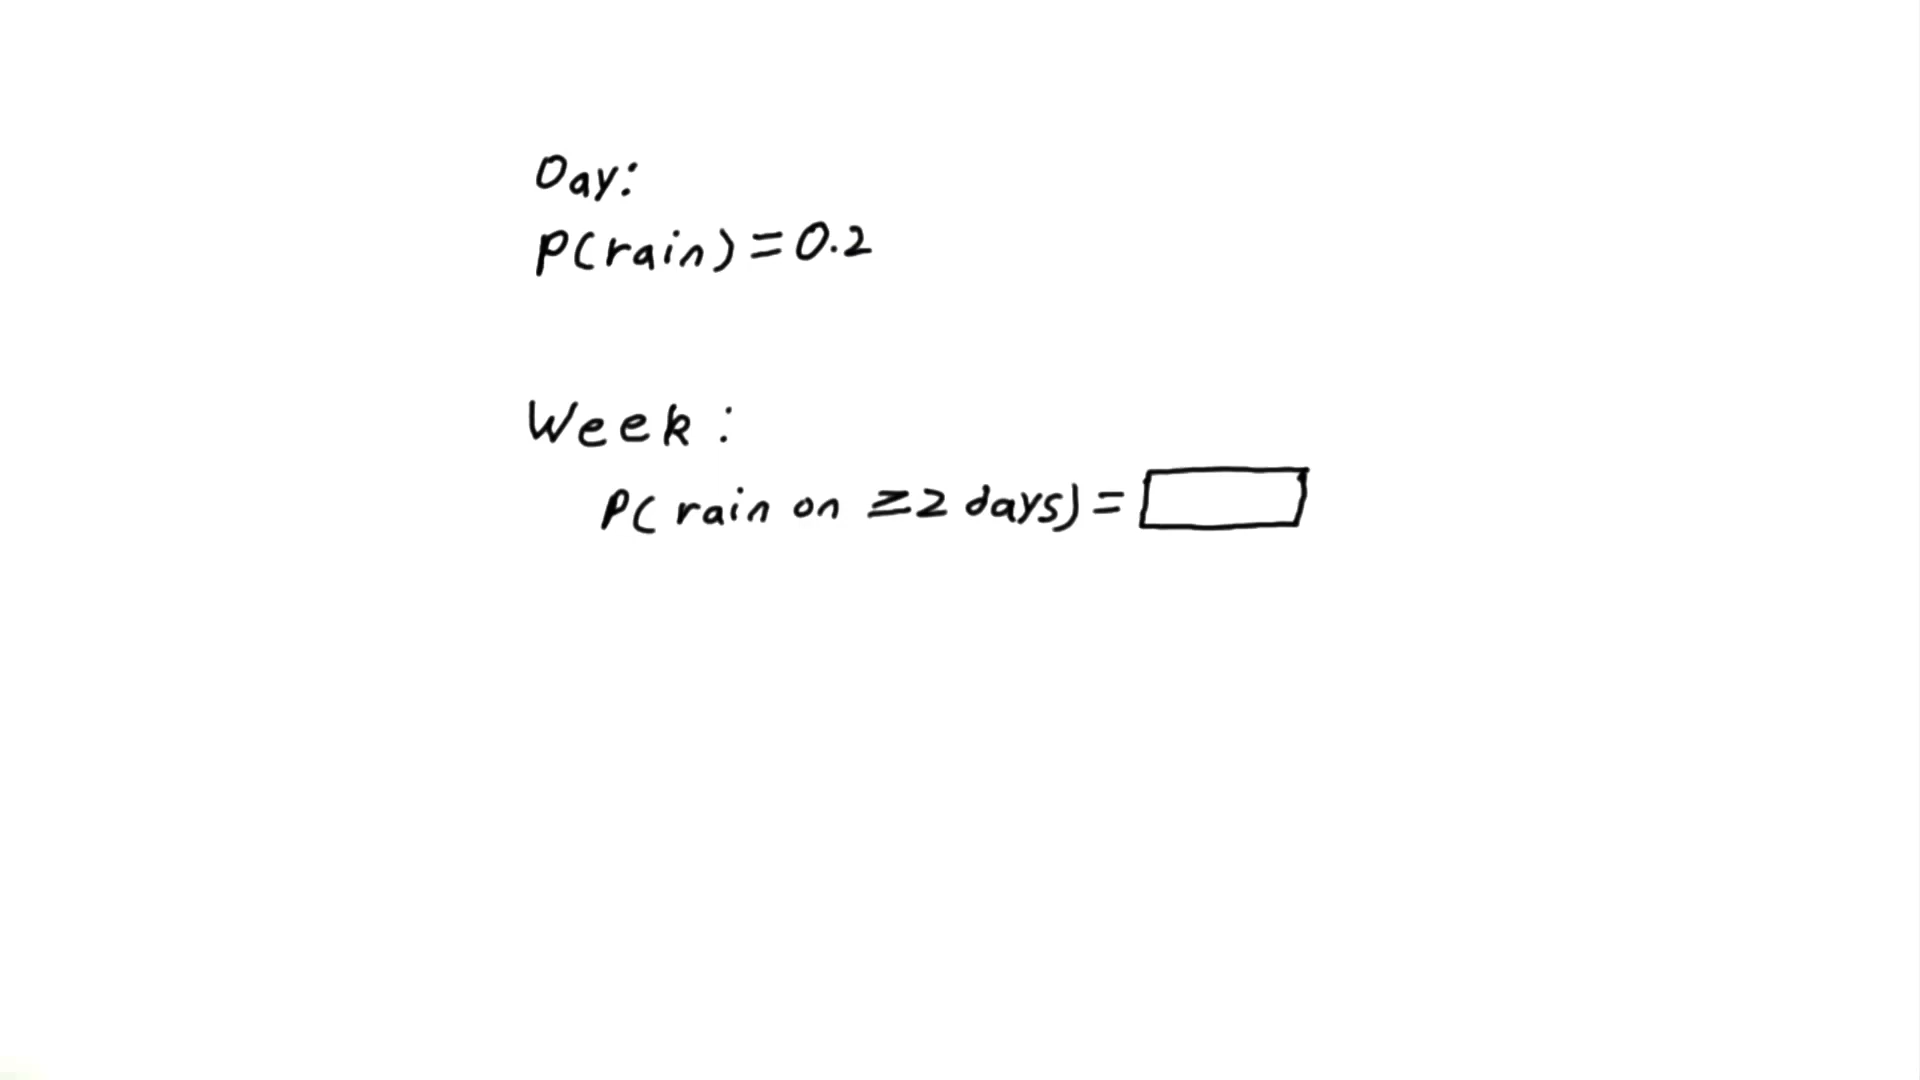 Day:
P(rain) = 0.2
Week:
P( rain on ≥2 days) =